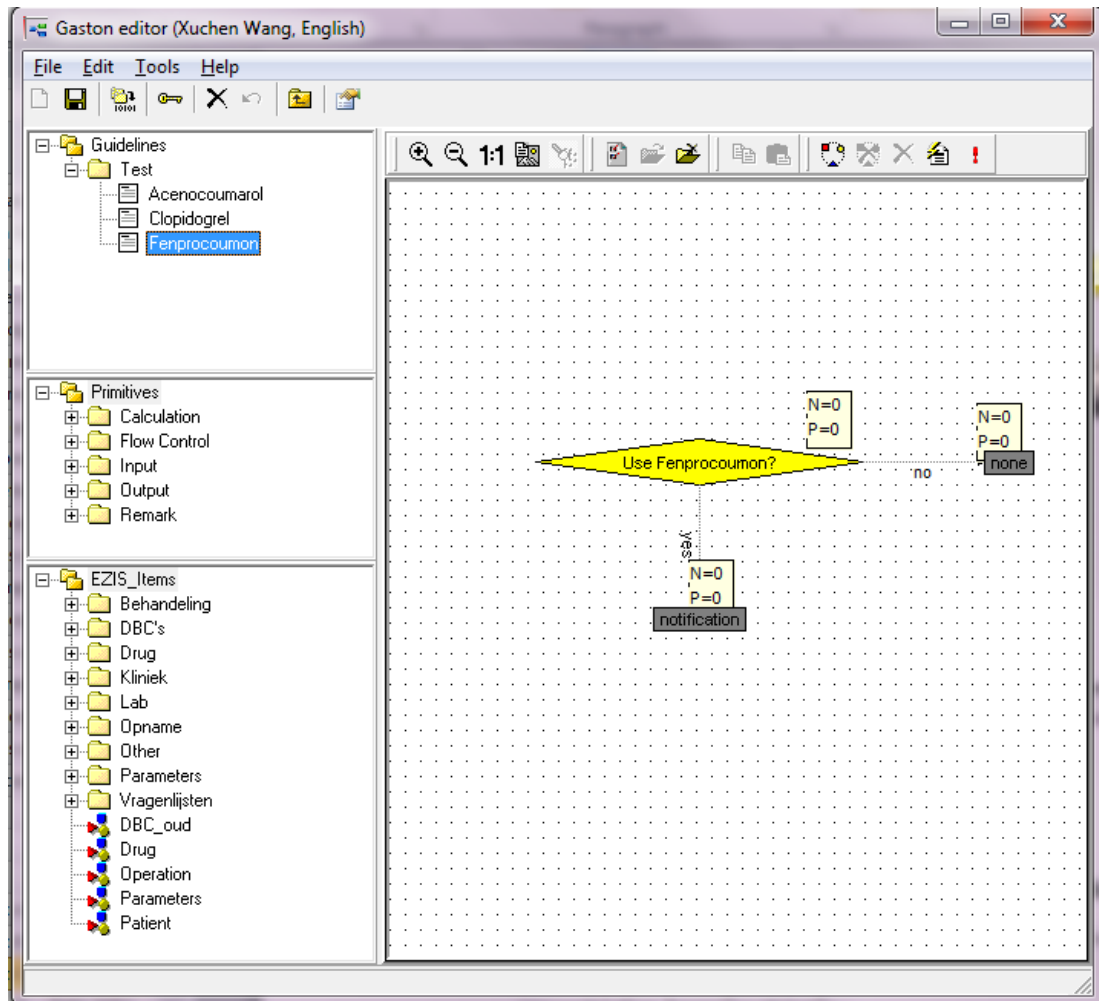 Gaston editor (Xuchen Wang, English)
File Edit Tools Help
Guidelines
Test
Acenocoumarol
Clopidogrel
Fenprocoumon
Primitives
Calculation
Flow Control
Input
Output
Remark
EZIS_Items
Behandeling
DBC's
Drug
Kliniek
Lab
Opname
Other
Parameters
Vragenlijsten
DBC_oud
Drug
Operation
Parameters
Patient
1:1
N=0
P=0
N=0
P=0
Use Fenprocoumon?
no
none
yes
N=0
P=0
notification